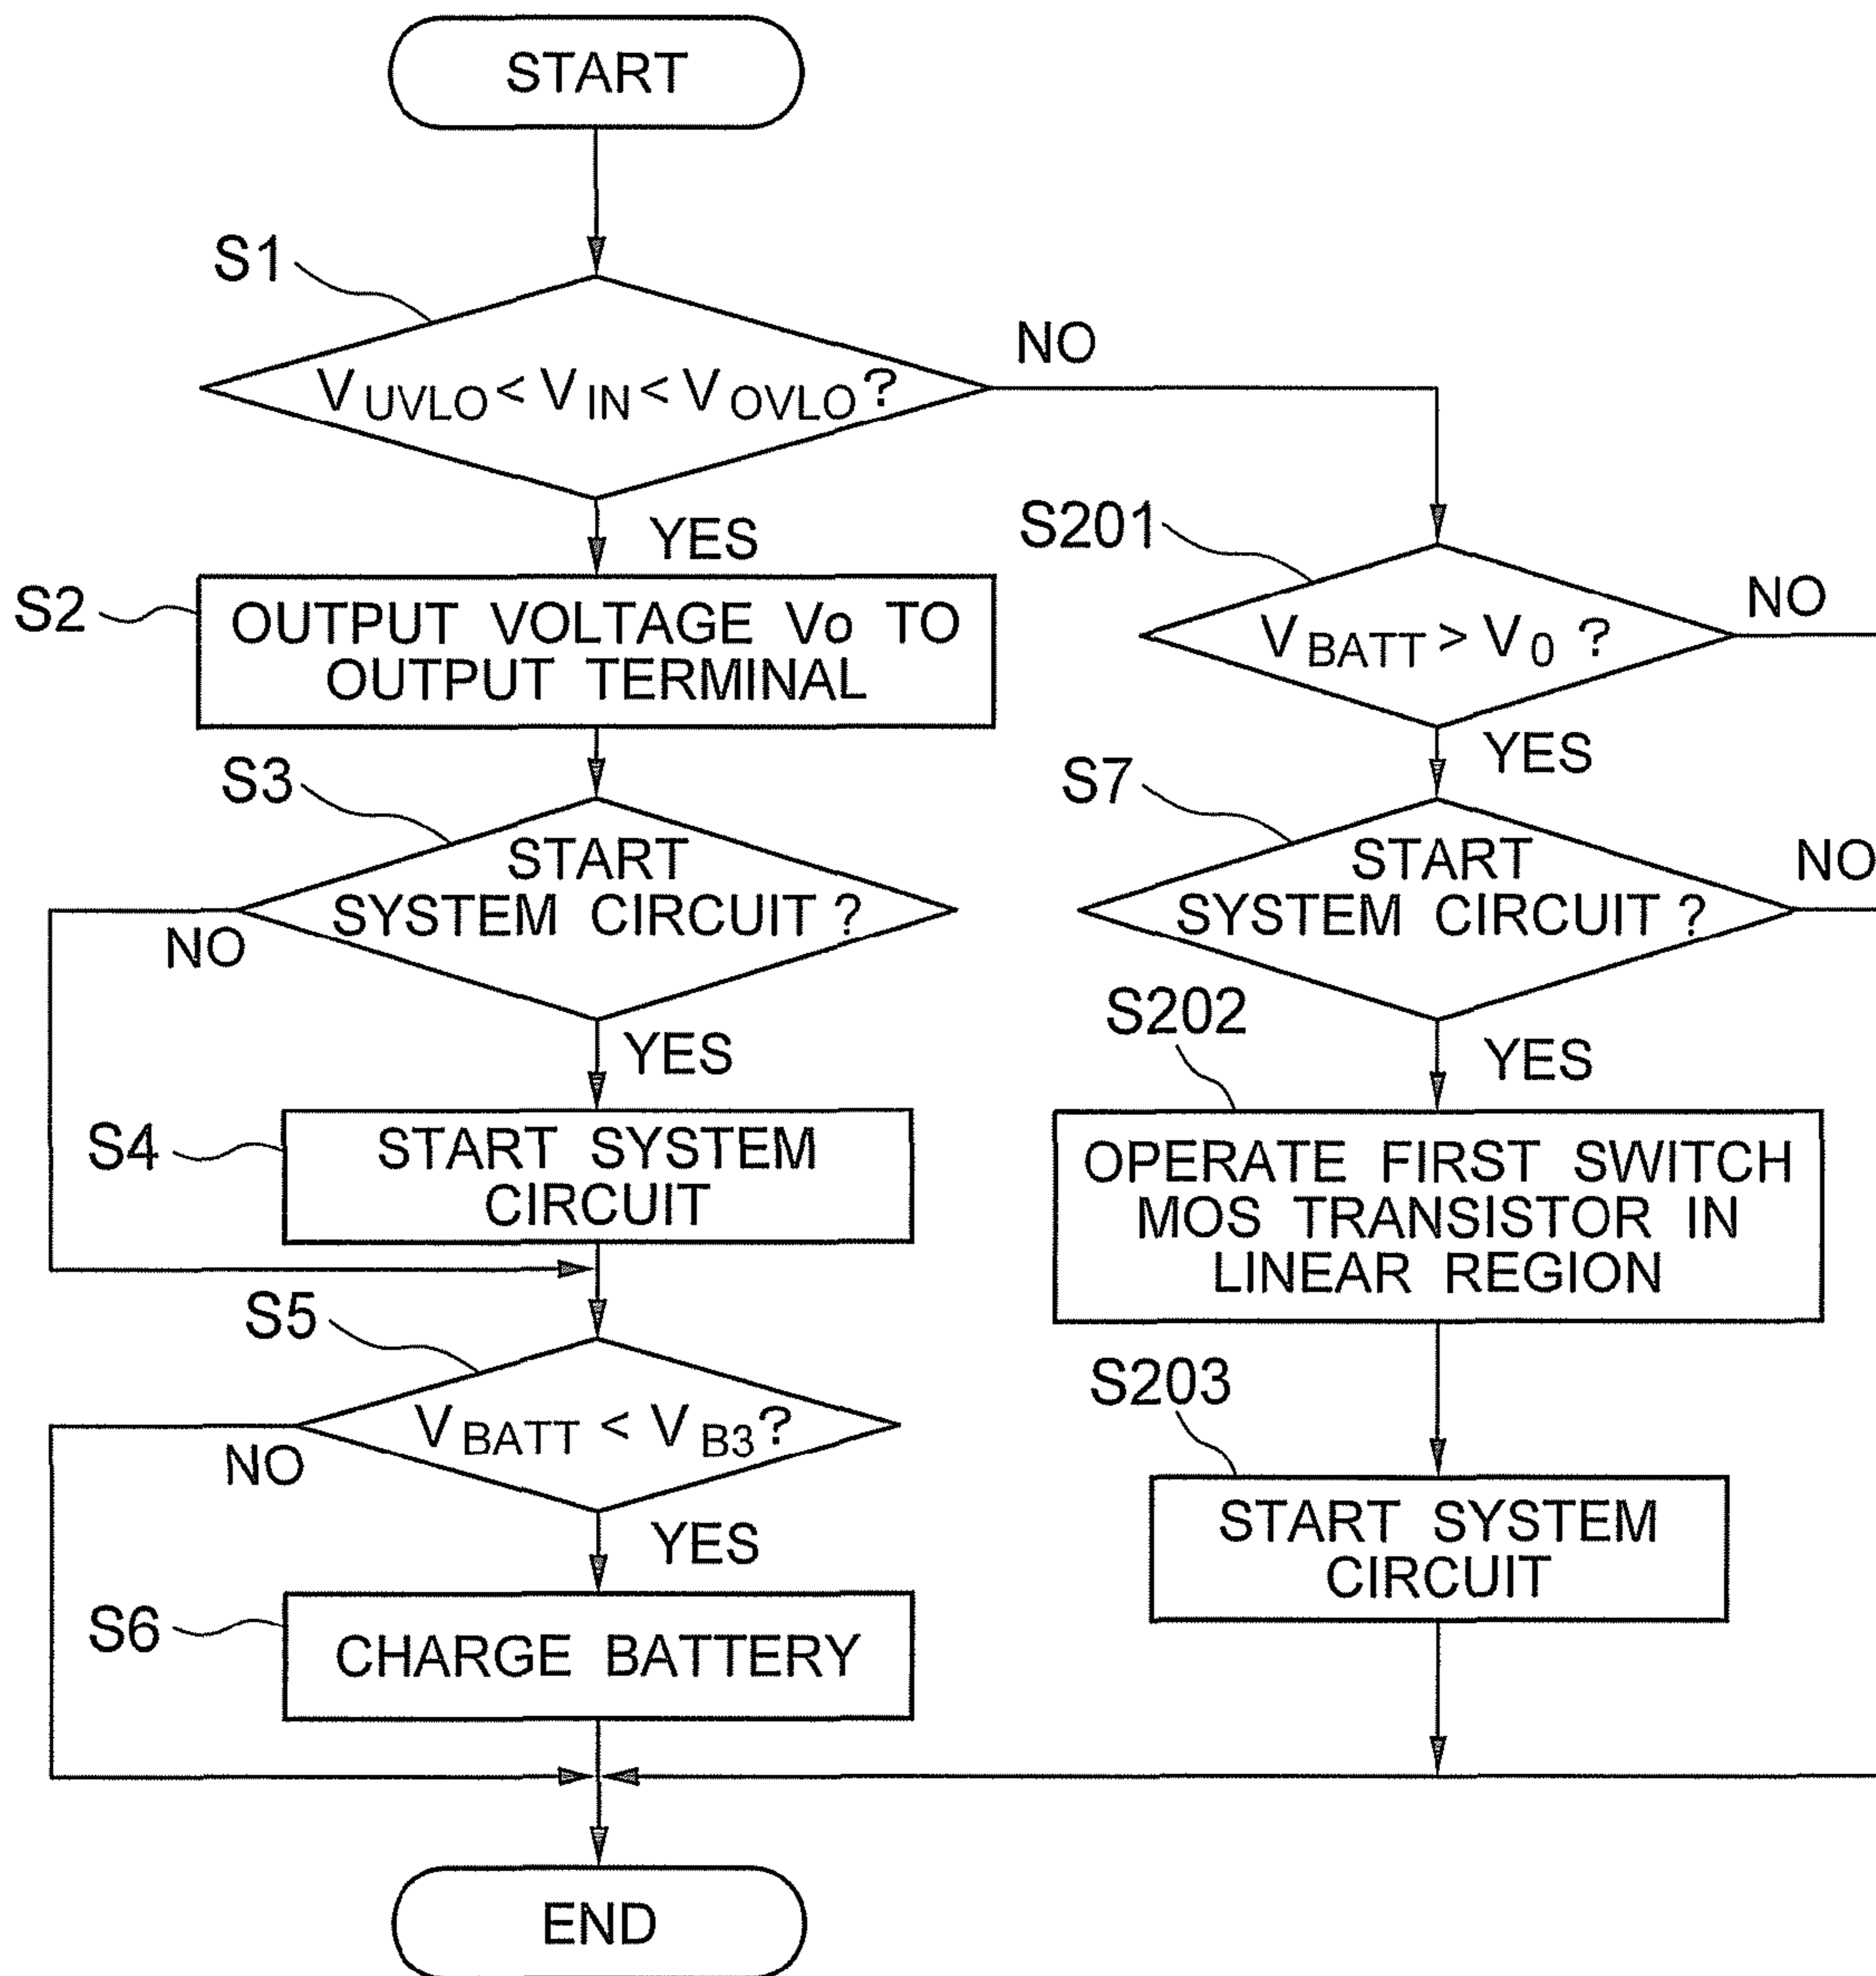 START
S1
V UVLO < V IN < V OVLO ?
NO
YES
S2
OUTPUT VOLTAGE Vo TO
OUTPUT TERMINAL
S201
V BATT > V 0 ?
NO
YES
S3
START
SYSTEM CIRCUIT ?
NO
YES
S7
START
SYSTEM CIRCUIT ?
NO
YES
S4
START SYSTEM
CIRCUIT
S202
OPERATE FIRST SWITCH
MOS TRANSISTOR IN
LINEAR REGION
S5
V BATT < V B3 ?
NO
YES
S203
START SYSTEM
CIRCUIT
S6
CHARGE BATTERY
END